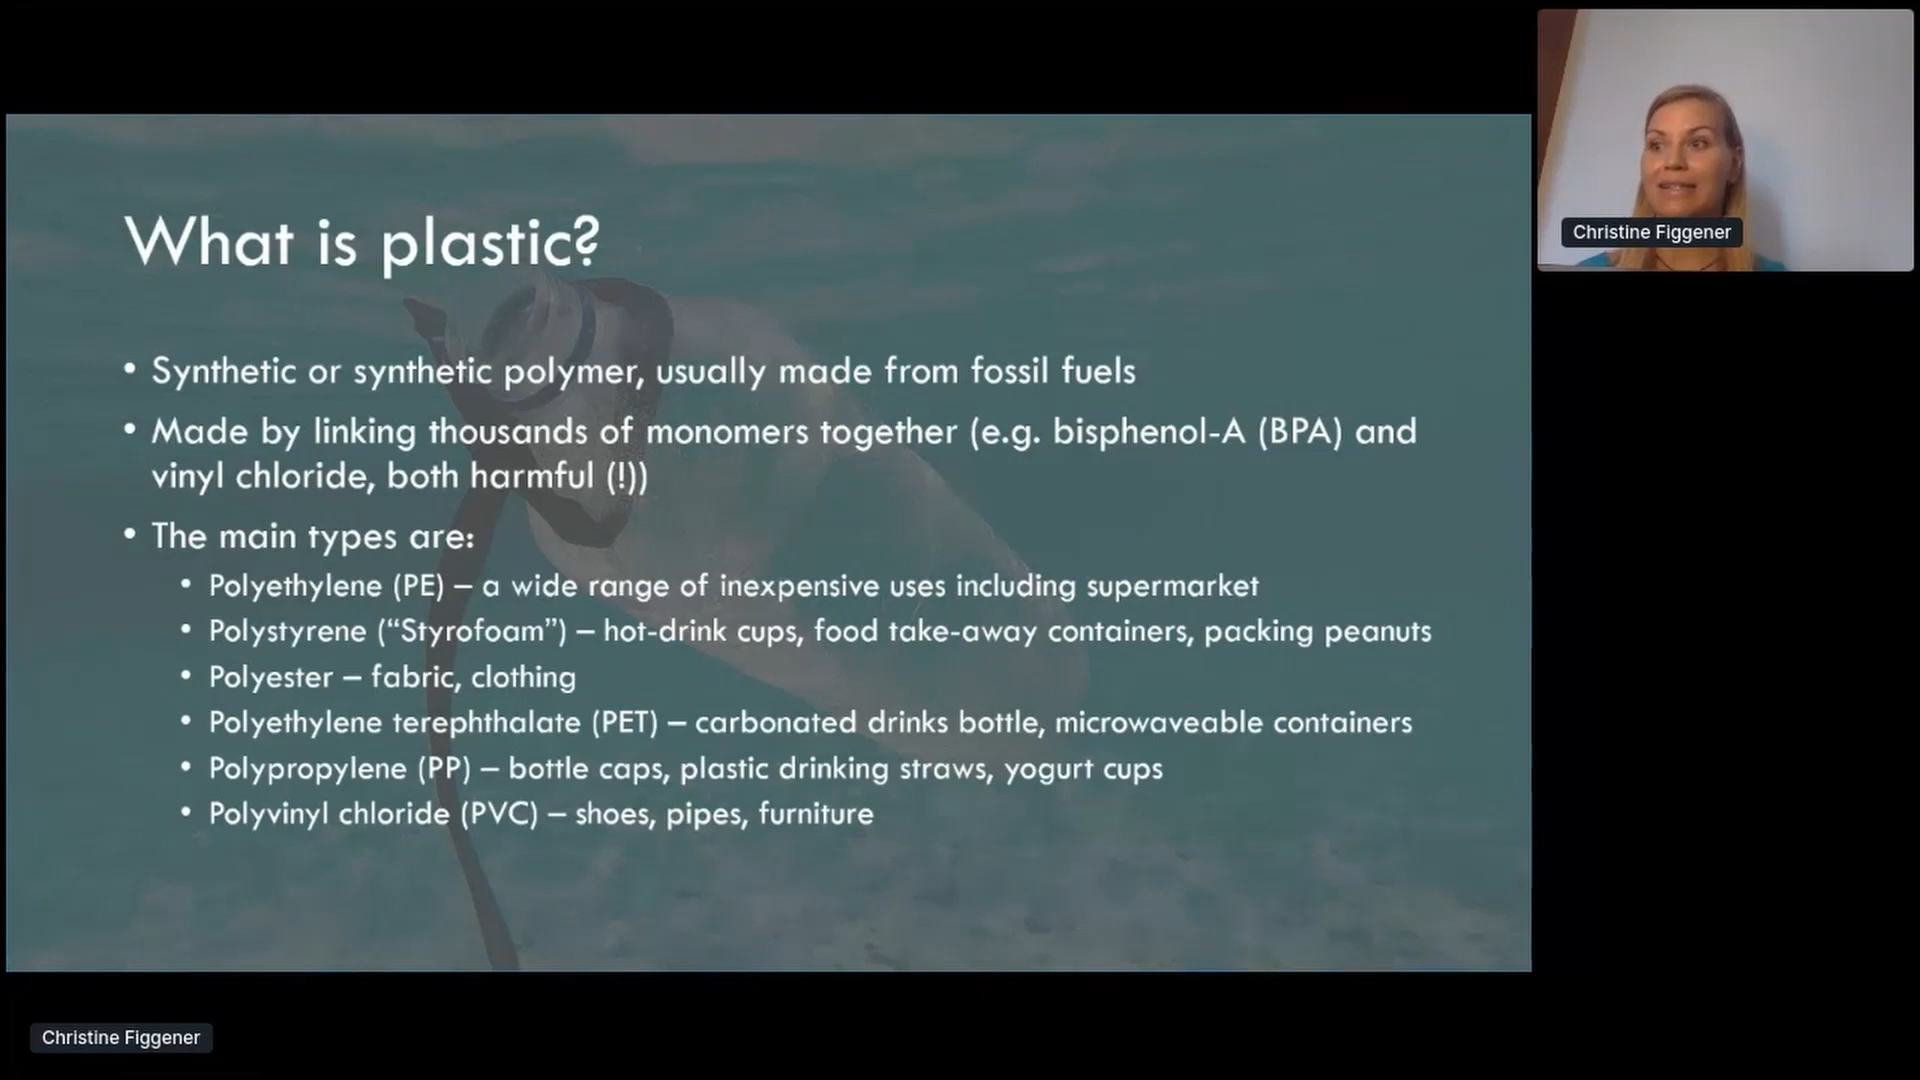 What is plastic?
• Synthetic or synthetic polymer, usually made from fossil fuels
• Made by linking thousands of monomers together (e.g. bisphenol-A (BPA) and
vinyl chloride, both harmful (!))
• The main types are:
• Polyethylene (PE) – a wide range of inexpensive uses including supermarket
• Polystyrene (“Styrofoam”) – hot-drink cups, food take-away containers, packing peanuts
• Polyester – fabric, clothing
• Polyethylene terephthalate (PET) – carbonated drinks bottle, microwaveable containers
• Polypropylene (PP) – bottle caps, plastic drinking straws, yogurt cups
• Polyvinyl chloride (PVC) – shoes, pipes, furniture
Christine Figgener
Christine Figgener